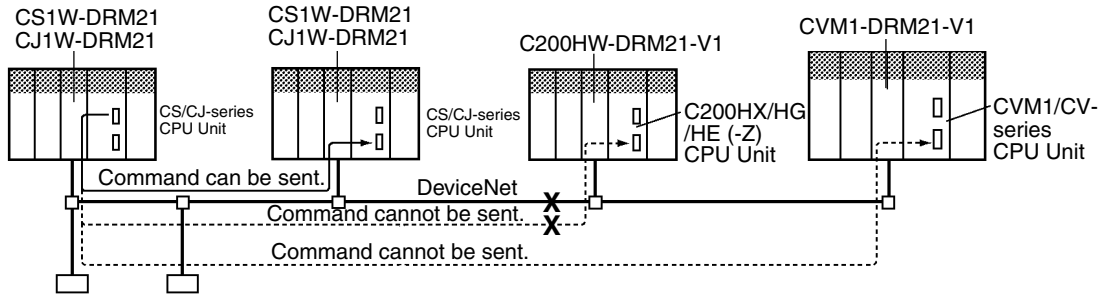 CS1W-DRM21
CJ1W-DRM21
CS1W-DRM21
CJ1W-DRM21
C200HW-DRM21-V1
CVM1-DRM21-V1
CS/CJ-series
CPU Unit
CS/CJ-series
CPU Unit
C200HX/HG
/HE (-Z)
CPU Unit
CVM1/CV-
series
CPU Unit
Command can be sent.
DeviceNet
X
Command cannot be sent.
X
Command cannot be sent.